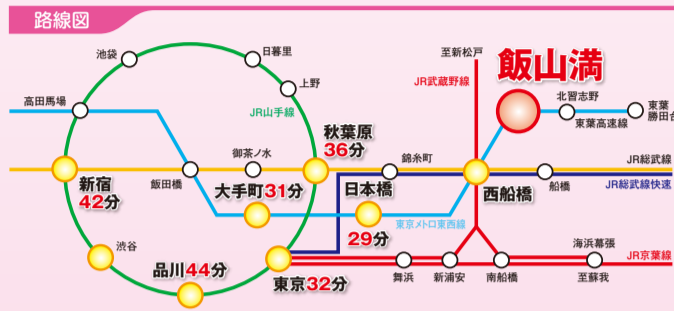 路線図
池袋
日暮里
至新松戸
飯山満
高田馬場
上野
JR武蔵野線
北習志野
東葉
勝田台
JR山手線
東葉高速線
秋葉原
36分
御茶ノ水
錦糸町
JR総武線
新宿
42分
飯田橋
大手町31分
日本橋
西船橋
船橋
JR総武線快速
29分
東京メトロ東西線
渋谷
品川44分
東京32分
舞浜
新浦安
南船橋
海浜幕張
至蘇我
JR京葉線